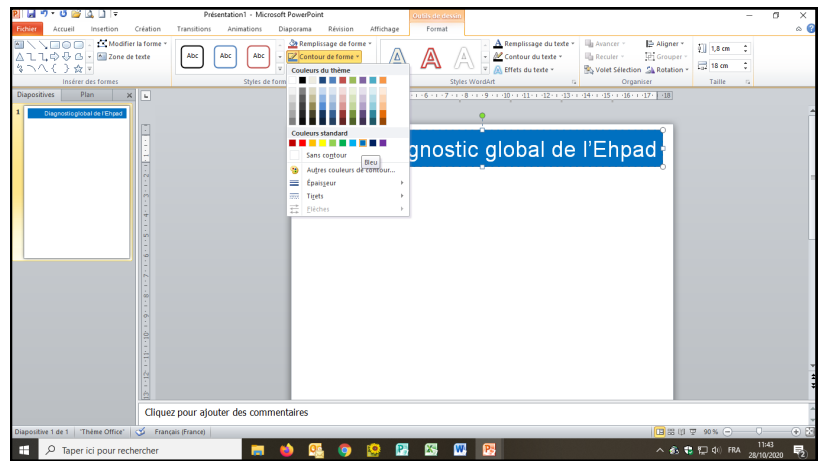 Présentation1 - Microsoft PowerPoint
Outils de dessin
Fichier Accueil Insertion Création Transitions Animations Diaporama Révision Affichage Format
Modifier la forme
Zone de texte
Insérer des formes
Abc Abc Abc
Styles de form
Remplissage de forme
Contour de forme
Remplissage du texte
Contour du texte
Effets du texte
Styles WordArt
Avancer
Reculer
Volet Sélection
Aligner
Grouper
Rotation
Organiser
1,8 cm
18 cm
Taille
Couleurs du thème
Couleurs standard
Sans contour
Bleu
Autres couleurs de contour...
Épaisseur
Tirets
Flèches
Diapositives Plan
1
Diagnosticglobal de l'Ehpad
gnostic global de l'Ehpad
Cliquez pour ajouter des commentaires
Diapositive 1 de 1 "Thème Office" Français (France) 90 %
Taper ici pour rechercher
FRA
11:43
28/10/2020